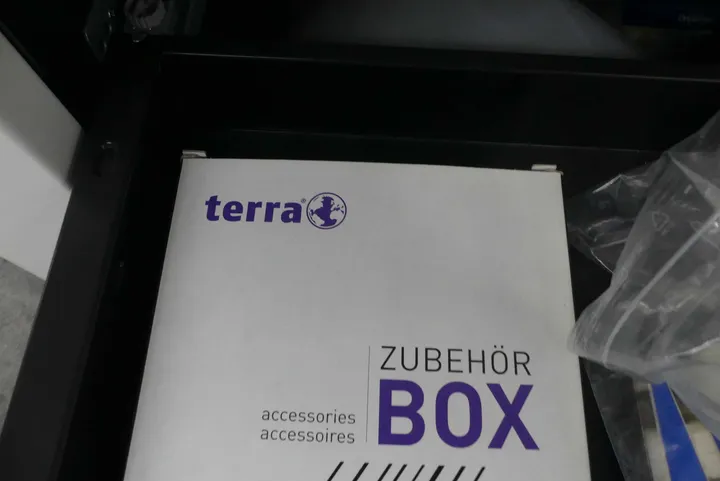 terra®
ZUBEHÖR
BOX
accessories
accessoires